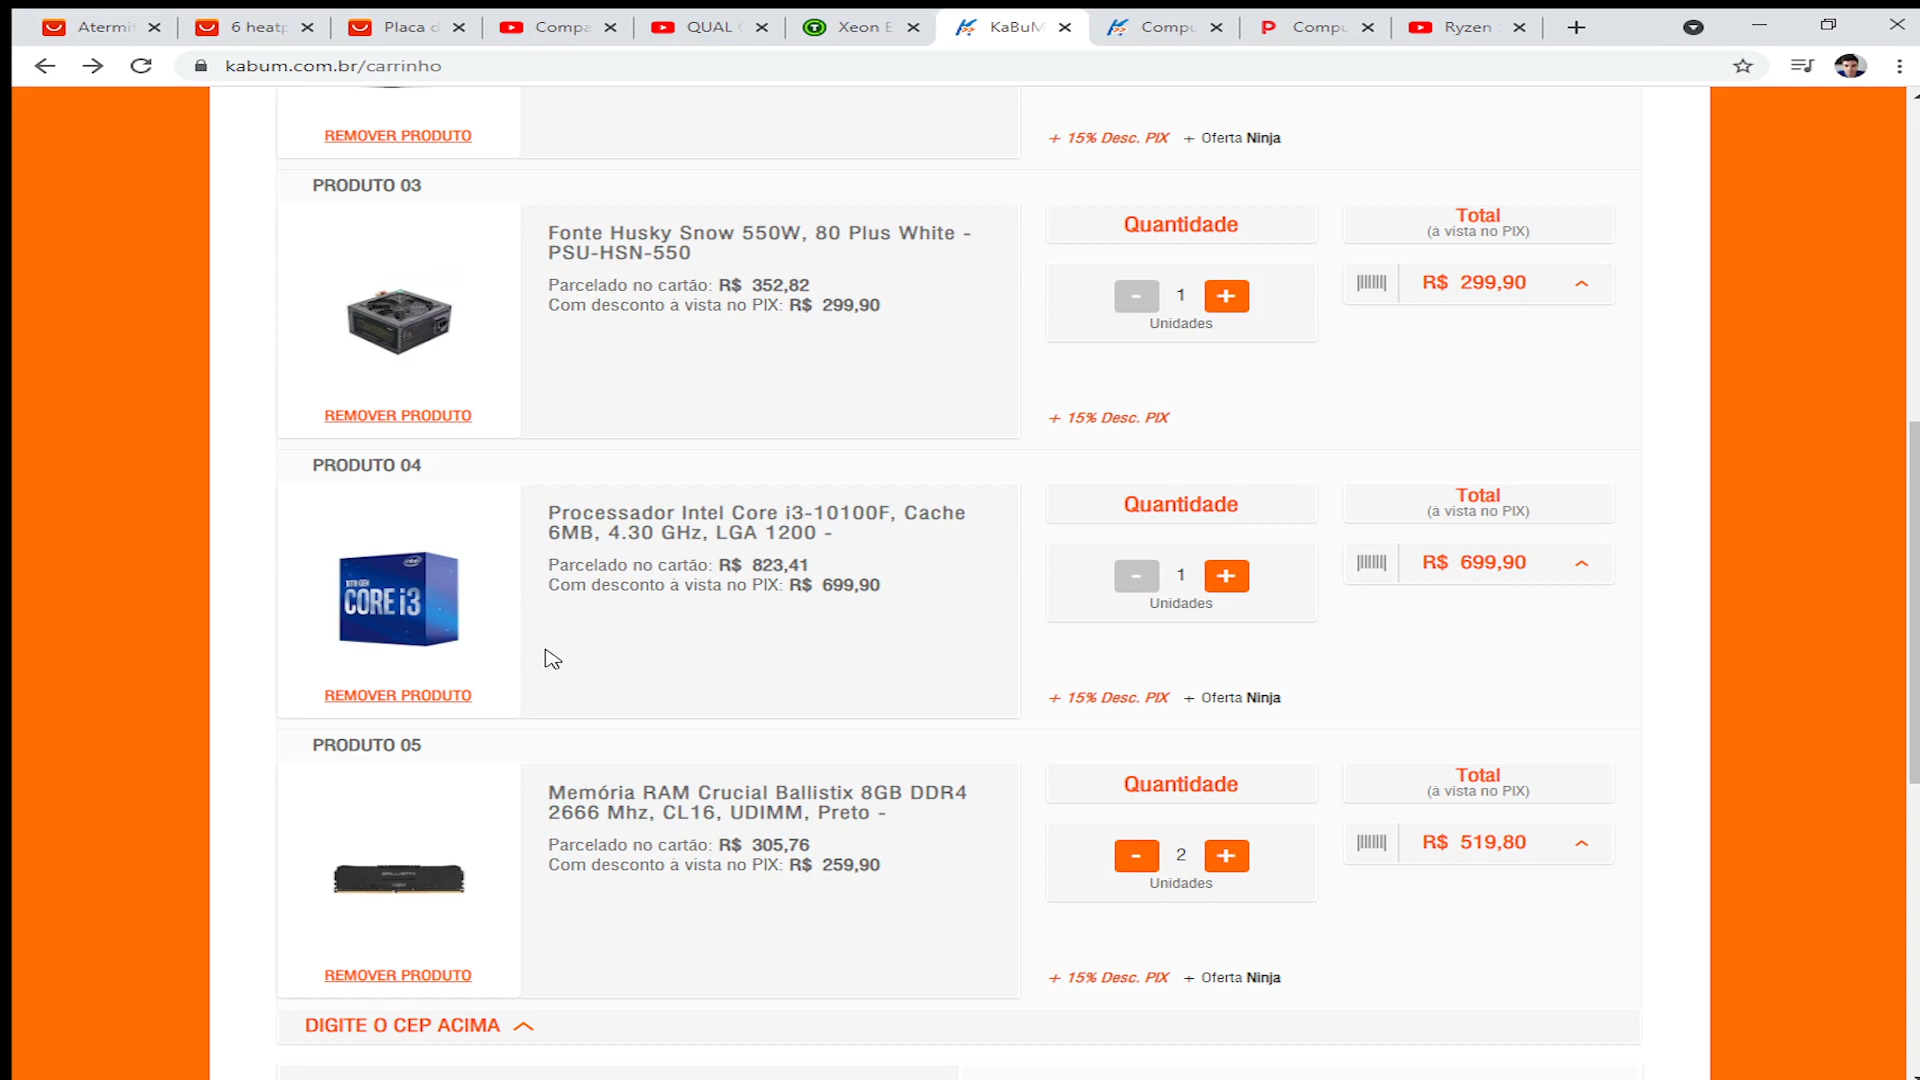 Atermit
6 heatp
Placa d
Compa
QUAL
Xeon E
KaBuM
Compu
Compu
Ryzen
kabum.com.br/carrinho
REMOVER PRODUTO
+ 15% Desc. PIX + Oferta Ninja
PRODUTO 03
Fonte Husky Snow 550W, 80 Plus White -
PSU-HSN-550
Parcelado no cartão: R$ 352,82
Com desconto à vista no PIX: R$ 299,90
Quantidade
- 1 +
Unidades
Total
(à vista no PIX)
R$ 299,90
REMOVER PRODUTO
+ 15% Desc. PIX
PRODUTO 04
Processador Intel Core i3-10100F, Cache
6MB, 4.30 GHz, LGA 1200 -
Parcelado no cartão: R$ 823,41
Com desconto à vista no PIX: R$ 699,90
intel
10TH GEN
CORE i3
Quantidade
- 1 +
Unidades
Total
(à vista no PIX)
R$ 699,90
REMOVER PRODUTO
+ 15% Desc. PIX + Oferta Ninja
PRODUTO 05
Memória RAM Crucial Ballistix 8GB DDR4
2666 Mhz, CL16, UDIMM, Preto -
Parcelado no cartão: R$ 305,76
Com desconto à vista no PIX: R$ 259,90
BALLISTIX
Quantidade
- 2 +
Unidades
Total
(à vista no PIX)
R$ 519,80
REMOVER PRODUTO
+ 15% Desc. PIX + Oferta Ninja
DIGITE O CEP ACIMA